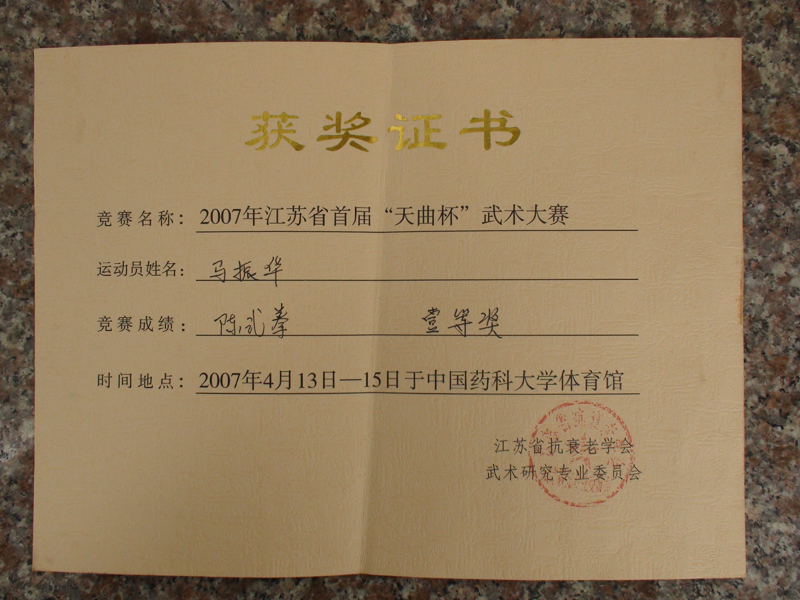 获奖证书
竞赛名称：2007年江苏省首届“天曲杯”武术大赛
运动员姓名：马振华
竞赛成绩：陈式拳 壹等奖
时间地点：2007年4月13日—15日于中国药科大学体育馆
江苏省抗衰老学会
武术研究专业委员会